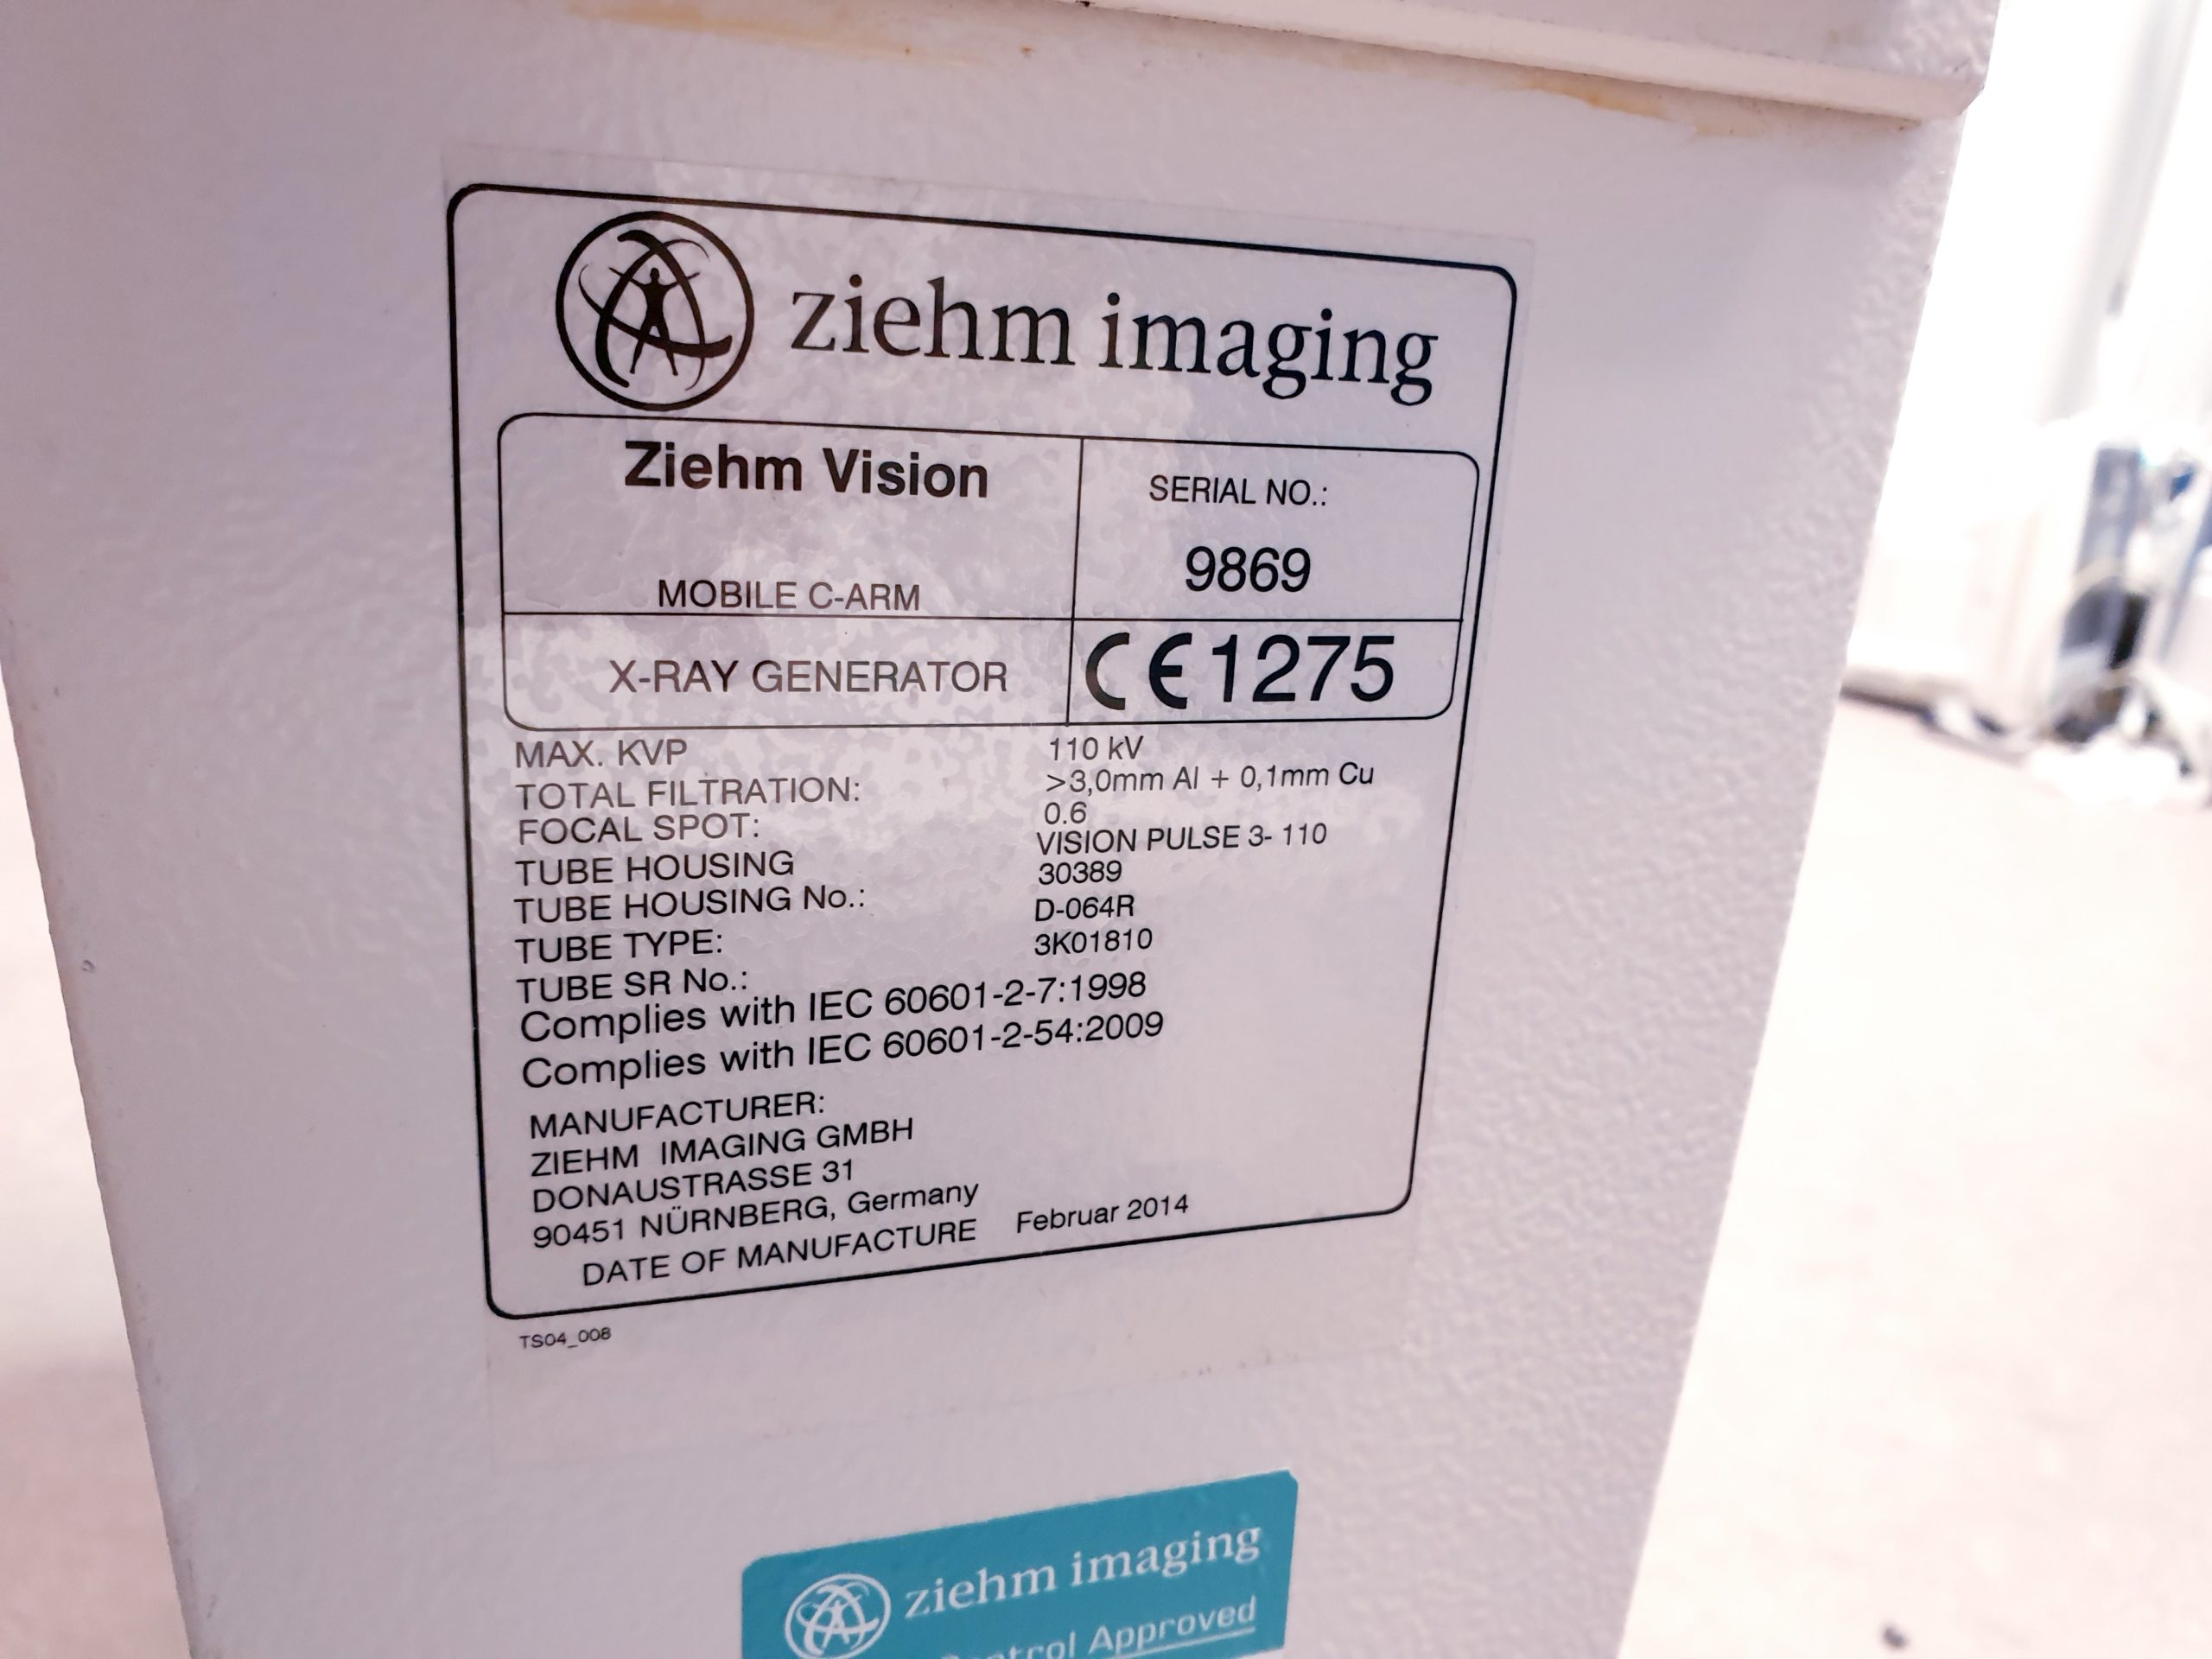 ziehm imaging
Ziehm Vision
MOBILE C-ARM
SERIAL NO.:
9869
X-RAY GENERATOR
CE1275
MAX. KVP 110 kV
TOTAL FILTRATION: >3,0mm Al + 0,1mm Cu
FOCAL SPOT: 0.6
TUBE HOUSING VISION PULSE 3- 110
TUBE HOUSING No.: 30389
TUBE TYPE: D-064R
TUBE SR No.: 3K01810
Complies with IEC 60601-2-7:1998
Complies with IEC 60601-2-54:2009
MANUFACTURER:
ZIEHM IMAGING GMBH
DONAUSTRASSE 31
90451 NÜRNBERG, Germany
DATE OF MANUFACTURE Februar 2014
TS04_008
ziehm imaging
Approved